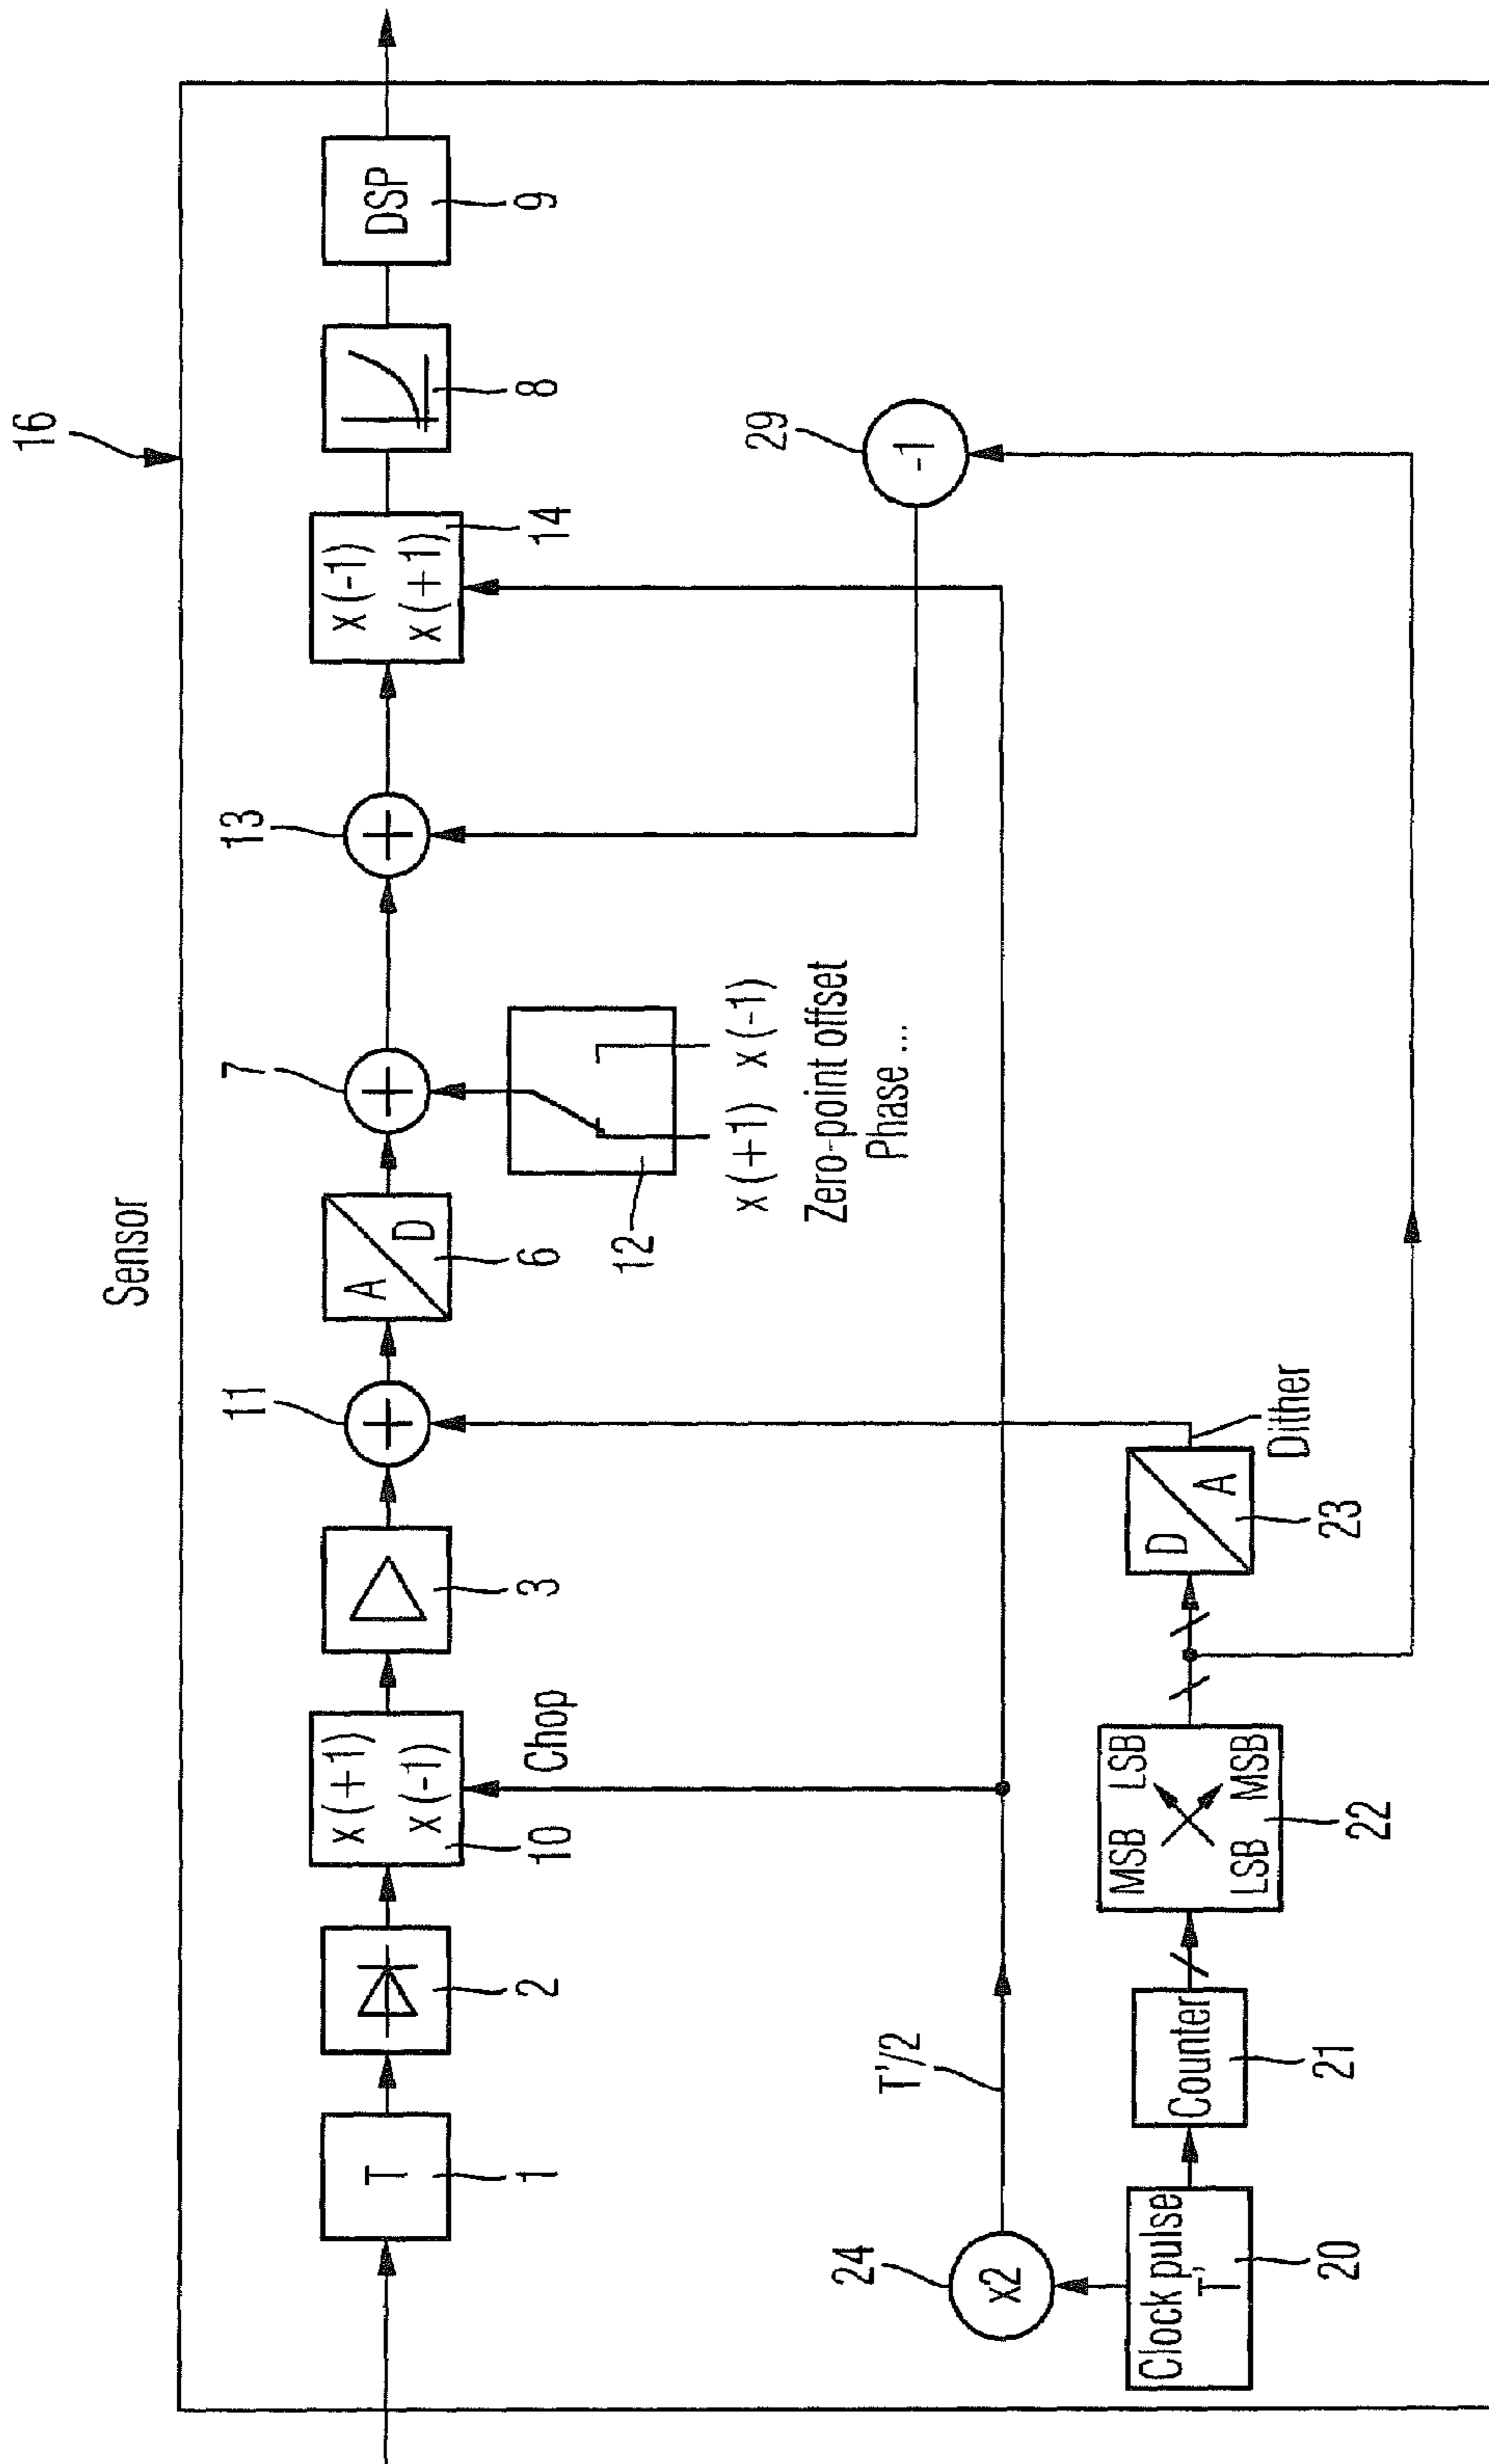 Sensor
16
T
1
2
x (+1)
x (-1)
10
Chop
3
11
A
D
6
7
12
x (+1) x (-1)
Zero-point offset
Phase ...
13
x (-1)
x (+1)
14
8
DSP
9
29
-1
T'/2
24
x2
Clock pulse
T'
20
Counter
21
MSB LSB
LSB MSB
22
D
A
23
Dither